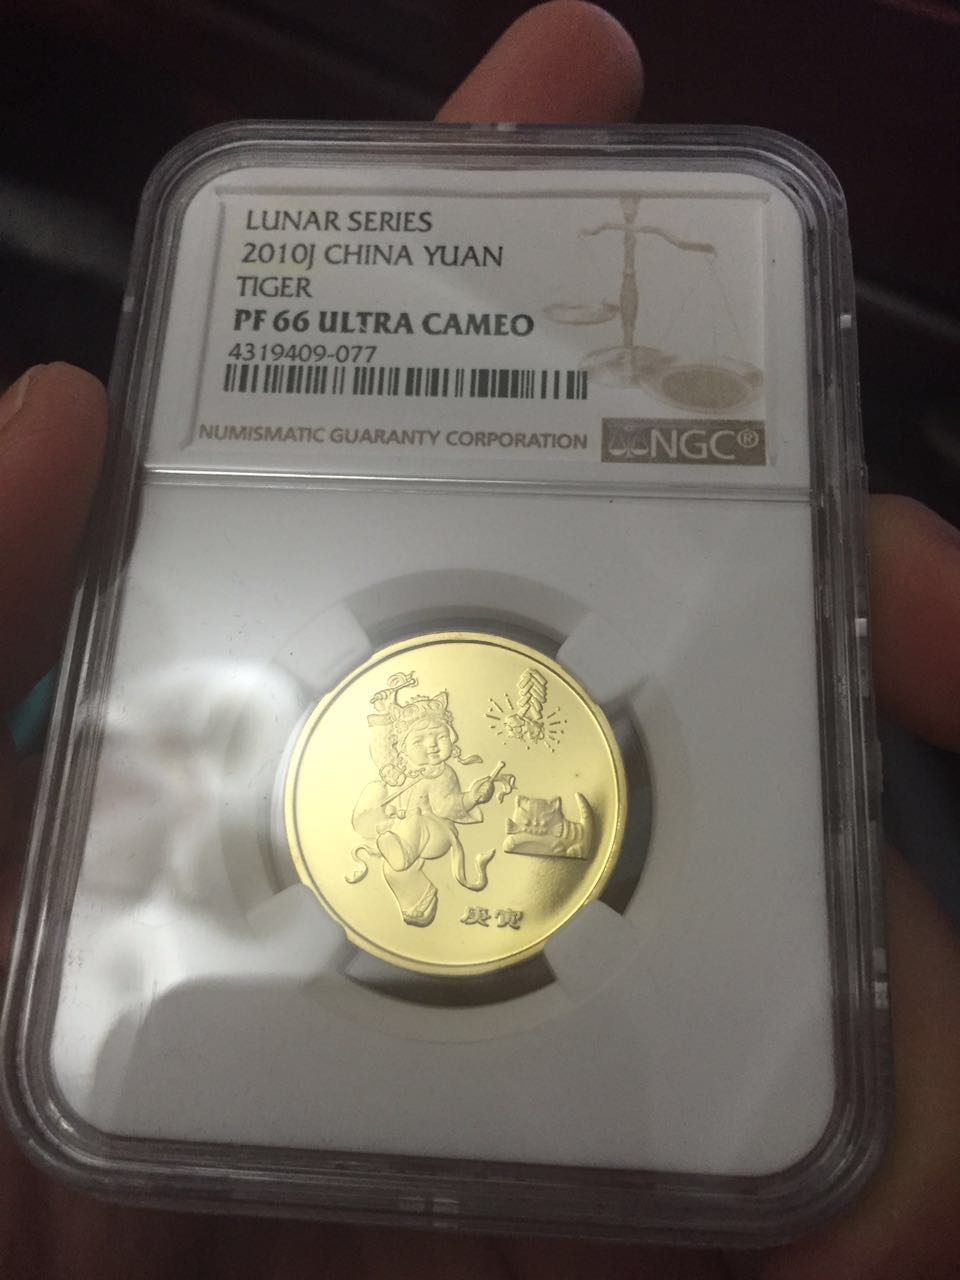 LUNAR SERIES
2010J CHINA YUAN
TIGER
PF 66 ULTRA CAMEO
4319409-077
NUMISMATIC GUARANTY CORPORATION NGC®
庚寅